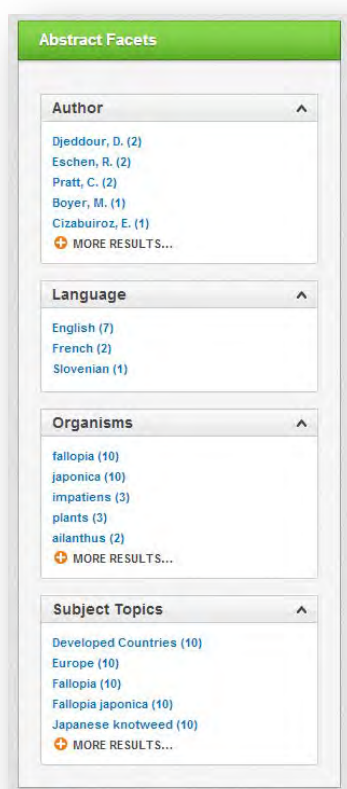 Abstract Facets
Author
Djeddour, D. (2)
Eschen, R. (2)
Pratt, C. (2)
Boyer, M. (1)
Cizabuiroz, E. (1)
MORE RESULTS...
Language
English (7)
French (2)
Slovenian (1)
Organisms
fallopia (10)
japonica (10)
impatiens (3)
plants (3)
ailanthus (2)
MORE RESULTS...
Subject Topics
Developed Countries (10)
Europe (10)
Fallopia (10)
Fallopia japonica (10)
Japanese knotweed (10)
MORE RESULTS...